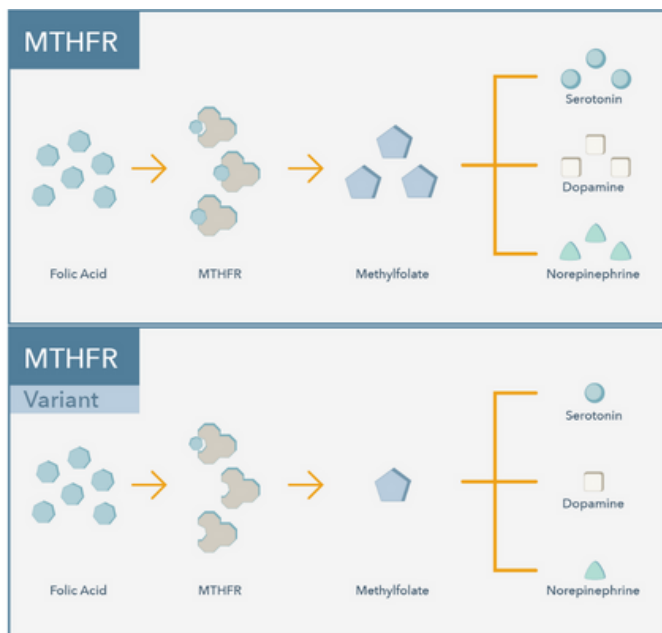 MTHFR
Serotonin
Dopamine
Folic Acid
MTHFR
Methylfolate
Norepinephrine
MTHFR
Variant
Serotonin
Dopamine
Folic Acid
MTHFR
Methylfolate
Norepinephrine